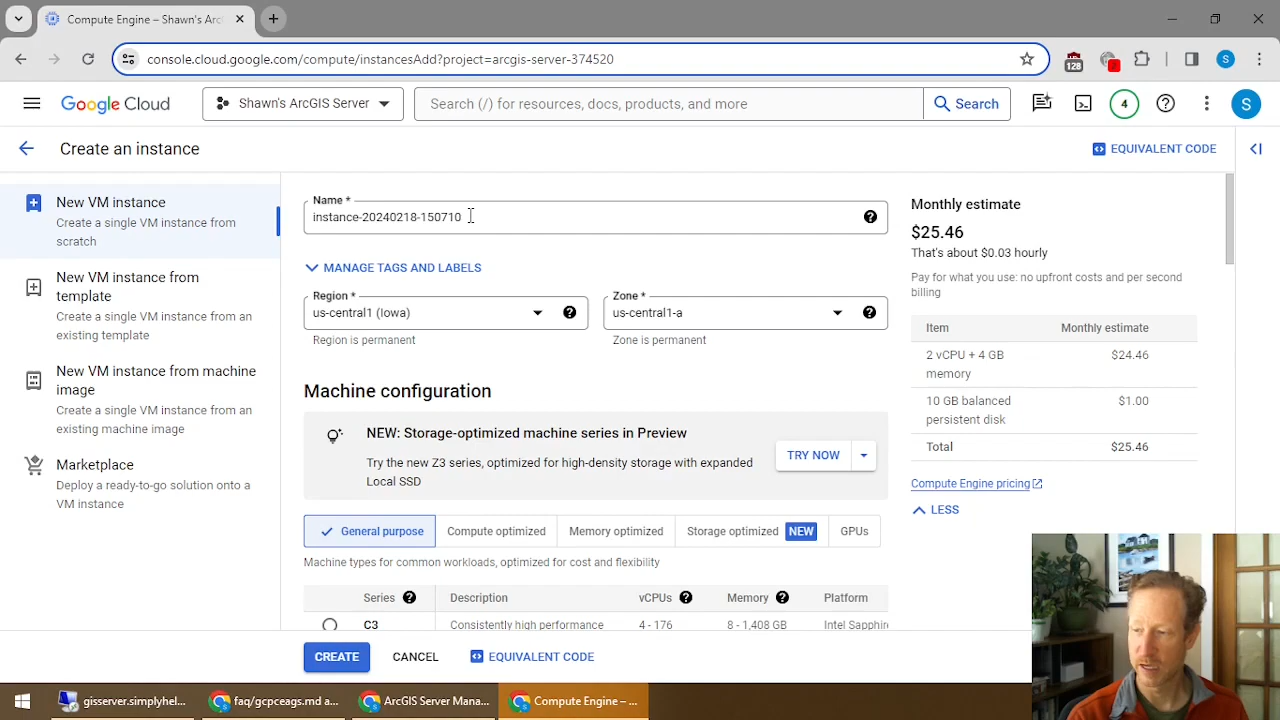 Compute Engine – Shawn's Arc
console.cloud.google.com/compute/instancesAdd?project=arcgis-server-374520
128
2
S
Google Cloud
Shawn's ArcGIS Server
Search (/) for resources, docs, products, and more
Search
4
S
Create an instance
EQUIVALENT CODE
New VM instance
Create a single VM instance from
scratch
New VM instance from
template
Create a single VM instance from
an existing template
New VM instance from machine
image
Create a single VM instance from an
existing machine image
Marketplace
Deploy a ready-to-go solution onto a
VM instance
Name *
instance-20240218-150710
MANAGE TAGS AND LABELS
Region *
us-central1 (Iowa)
Region is permanent
Zone *
us-central1-a
Zone is permanent
Machine configuration
NEW: Storage-optimized machine series in Preview
Try the new Z3 series, optimized for high-density storage with expanded
Local SSD
TRY NOW
General purpose
Compute optimized
Memory optimized
Storage optimized NEW
GPUs
Machine types for common workloads, optimized for cost and flexibility
Series Description vCPUs Memory Platform
C3 Consistently high performance 4 - 176 8 - 1,408 GB Intel Sapphir
CREATE
CANCEL
EQUIVALENT CODE
Monthly estimate
$25.46
That's about $0.03 hourly
Pay for what you use: no upfront costs and per second
billing
Item Monthly estimate
2 vCPU + 4 GB
memory $24.46
10 GB balanced
persistent disk $1.00
Total $25.46
Compute Engine pricing
LESS
gisserver.simplyhel...
faq/gcpceags.md a...
ArcGIS Server Mana...
Compute Engine – ...